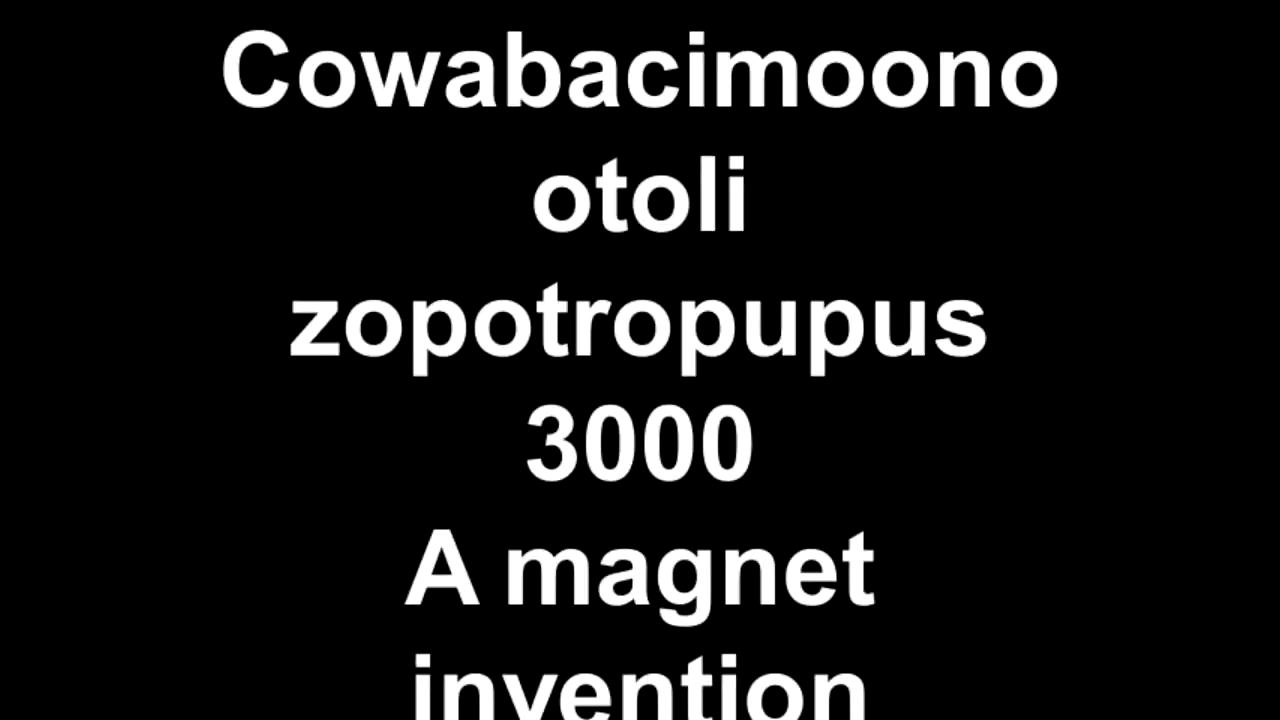 Cowabacimoono
otoli
zopotropupus
3000
A magnet
invention